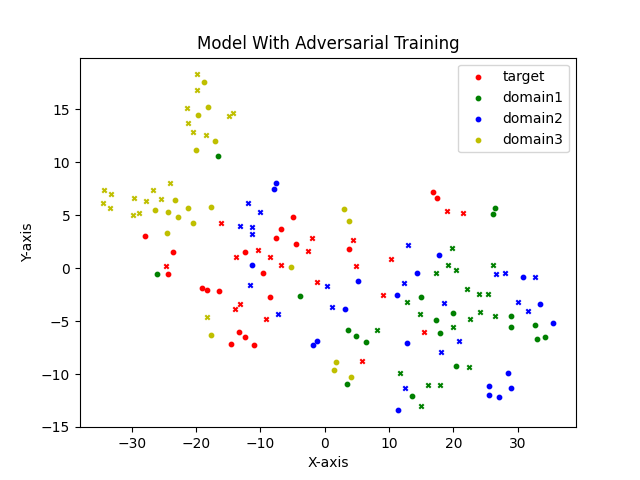 Model With Adversarial Training
target
domain1
domain2
domain3
15
10
5
0
−5
−10
−15
Y-axis
−30
−20
−10
0
10
20
30
X-axis